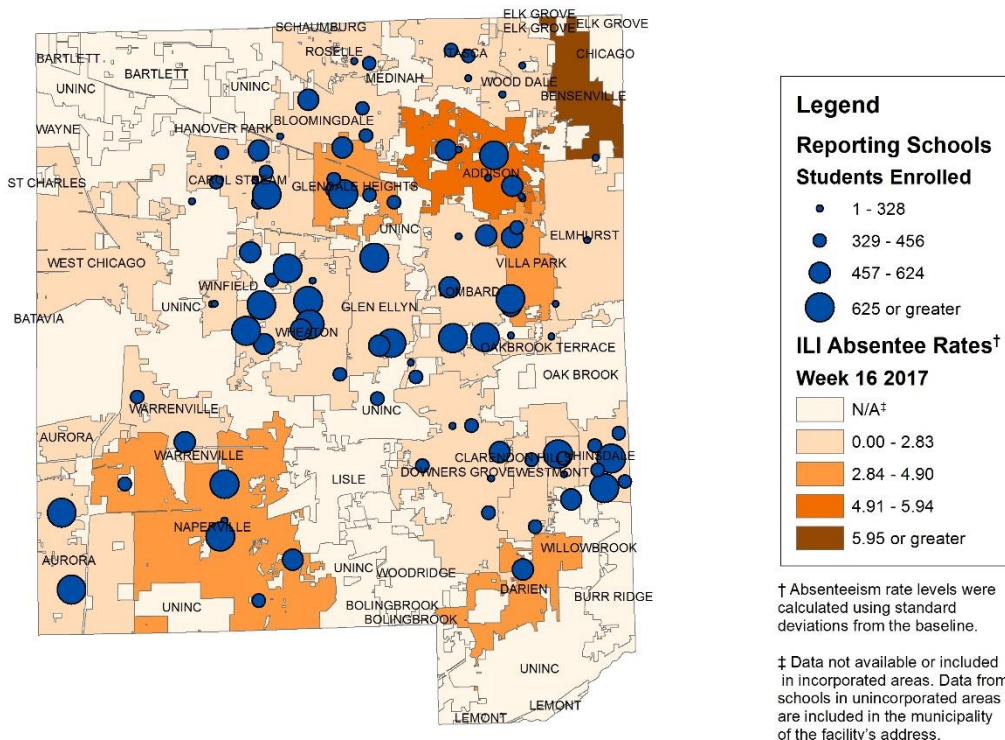 ELK GROVE
ELK GROVE
ELK GROVE
SCHAUMBURG
ROSELLE
ITASCA
CHICAGO
BARTLETT
BARTLETT
MEDINAH
WOOD DALE
UNINC
UNINC
BENSENVILLE
BLOOMINGDALE
WAYNE
HANOVER PARK
ADDISON
ST CHARLES
CAROL STREAM
GLENDALE HEIGHTS
UNINC
ELMHURST
WEST CHICAGO
VILLA PARK
WINFIELD
LOMBARD
UNINC
GLEN ELLYN
BATAVIA
WHEATON
OAKBROOK TERRACE
OAK BROOK
UNINC
WARRENVILLE
AURORA
WARRENVILLE
CLARENDON HILLS
HINSDALE
DOWNERS GROVE
WESTMONT
LISLE
NAPERVILLE
WILLOWBROOK
AURORA
UNINC
WOODRIDGE
DARIEN
UNINC
BOLINGBROOK
BURR RIDGE
BOLINGBROOK
UNINC
LEMONT
LEMONT
Legend
Reporting Schools
Students Enrolled
1 - 328
329 - 456
457 - 624
625 or greater
ILI Absentee Rates†
Week 16 2017
N/A‡
0.00 - 2.83
2.84 - 4.90
4.91 - 5.94
5.95 or greater
† Absenteeism rate levels were
calculated using standard
deviations from the baseline.
‡ Data not available or included
in incorporated areas. Data from
schools in unincorporated areas
are included in the municipality
of the facility's address.